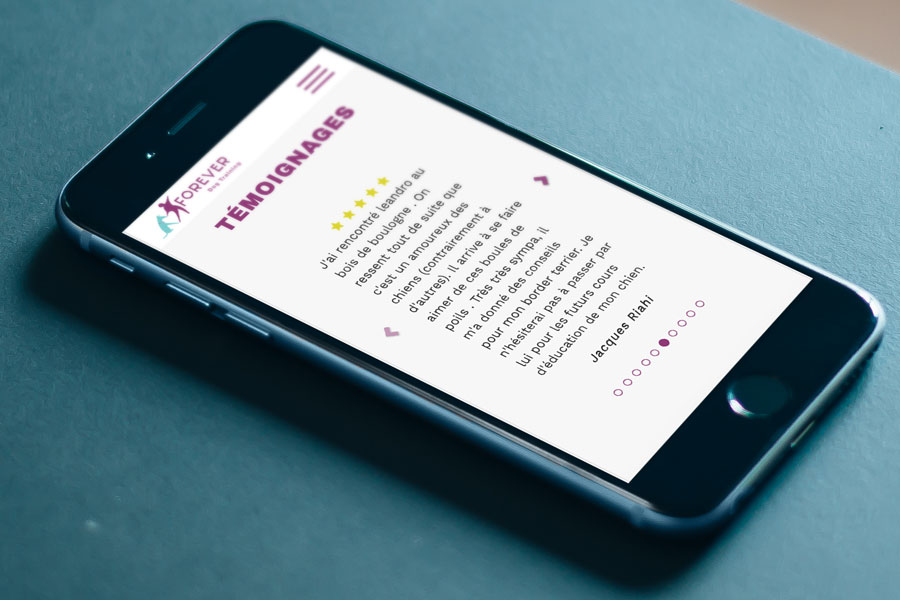 FOREVER
Dog Training
TÉMOIGNAGES
J'ai rencontré leandro au
bois de boulogne . On
ressent tout de suite que
c'est un amoureux des
chiens (contrairement à
d'autres). Il arrive à se faire
aimer de ces boules de
poils . Très très sympa, il
m'a donné des conseils
pour mon border terrier. Je
n'hésiterai pas à passer par
lui pour les futurs cours
d'éducation de mon chien.
Jacques Riahi